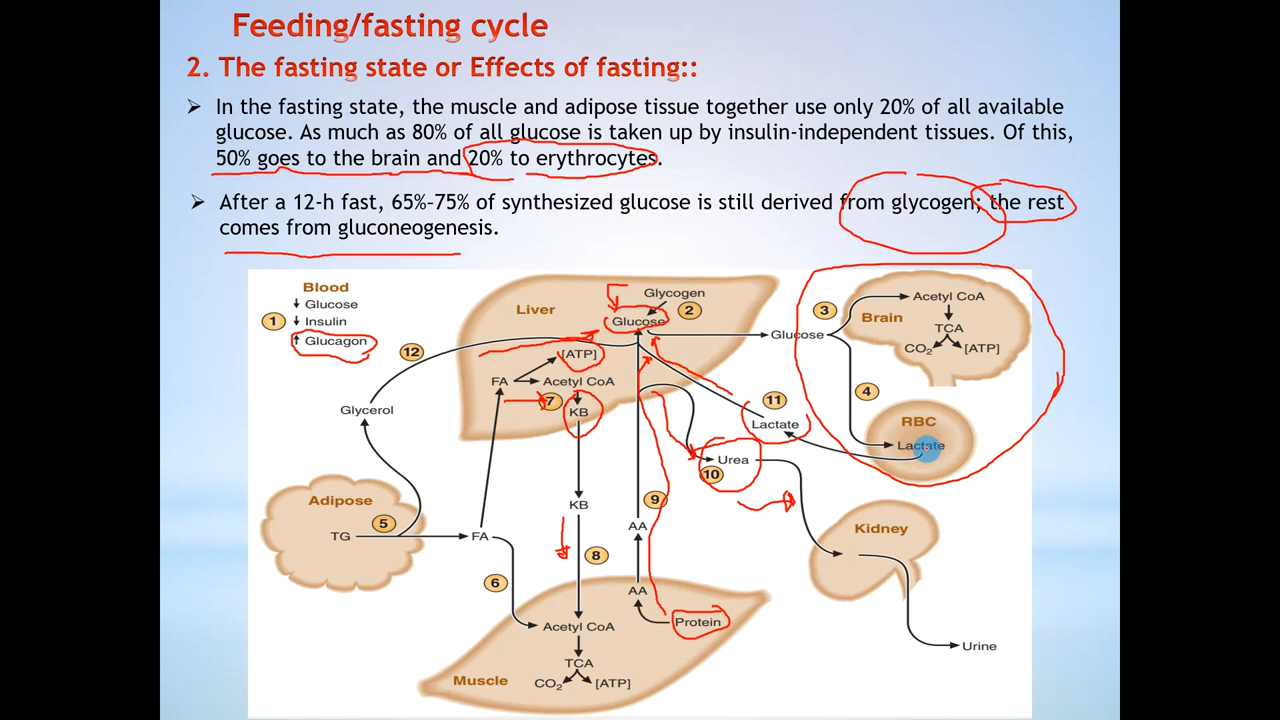 Feeding/fasting cycle
2. The fasting state or Effects of fasting::
➢ In the fasting state, the muscle and adipose tissue together use only 20% of all available
glucose. As much as 80% of all glucose is taken up by insulin-independent tissues. Of this,
50% goes to the brain and 20% to erythrocytes.
➢ After a 12-h fast, 65%-75% of synthesized glucose is still derived from glycogen; the rest
comes from gluconeogenesis.
Blood
↓ Glucose
1 ↓ Insulin
↑ Glucagon
Liver
Glycogen
2
Glucose
12
[ATP]
FA
Acetyl CoA
7
KB
Glycerol
Glucose
3
Brain
Acetyl CoA
TCA
CO₂
[ATP]
4
RBC
Lactate
11
Lactate
Urea
10
Adipose
TG
5
FA
6
KB
8
9
AA
AA
Protein
Acetyl CoA
TCA
CO₂
[ATP]
Muscle
Kidney
Urine